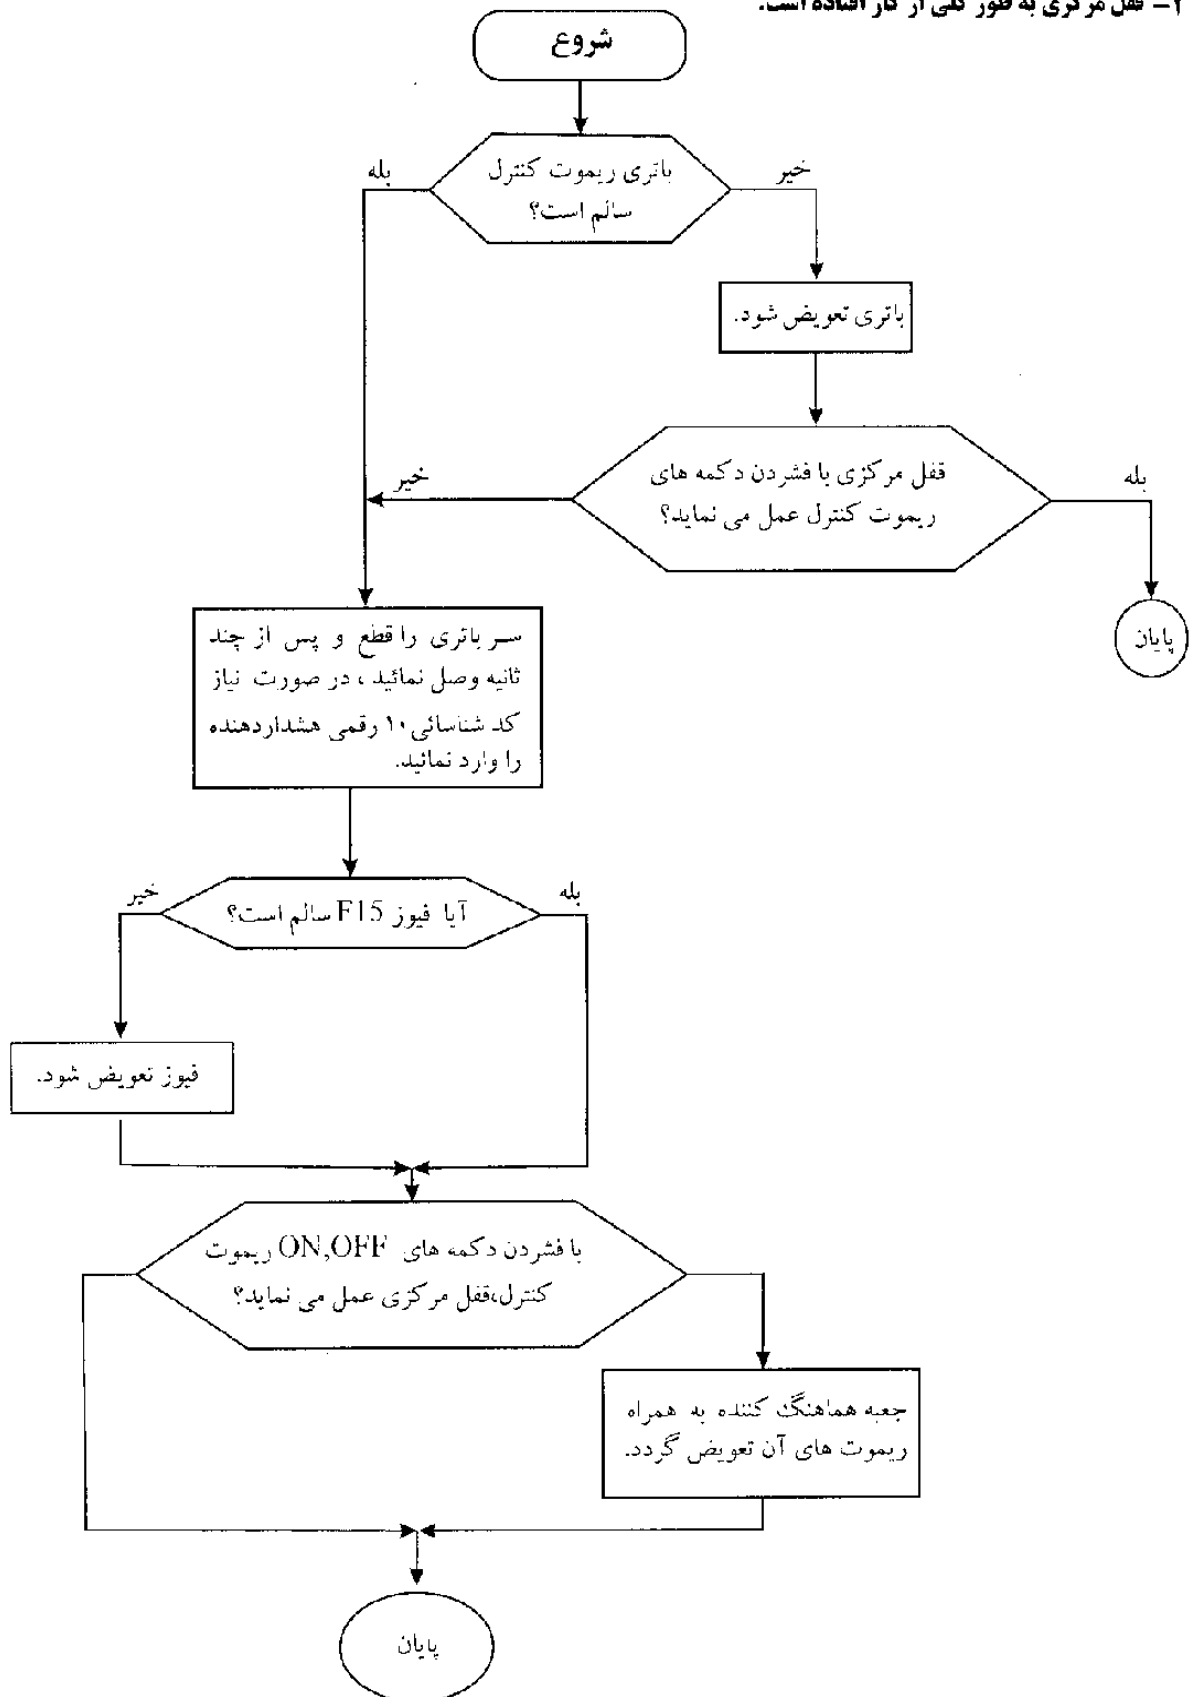 قفل مرکزی به طور کلی از کار افتاده است.
شروع
باتری ریموت کنترل
سالم است؟
بله
خیر
باتری تعویض شود.
قفل مرکزی با فشردن دکمه های
ریموت کنترل عمل می نماید؟
خیر
بله
پایان
سر باتری را قطع و پس از چند
ثانیه وصل نمائید ، در صورت نیاز
کد شناسائی ۱۰ رقمی هشداردهنده
را وارد نمائید.
آیا فیوز F15 سالم است؟
خیر
بله
فیوز تعویض شود.
با فشردن دکمه های ON,OFF ریموت
کنترل،قفل مرکزی عمل می نماید؟
جعبه هماهنگ کننده به همراه
ریموت های آن تعویض گردد.
پایان